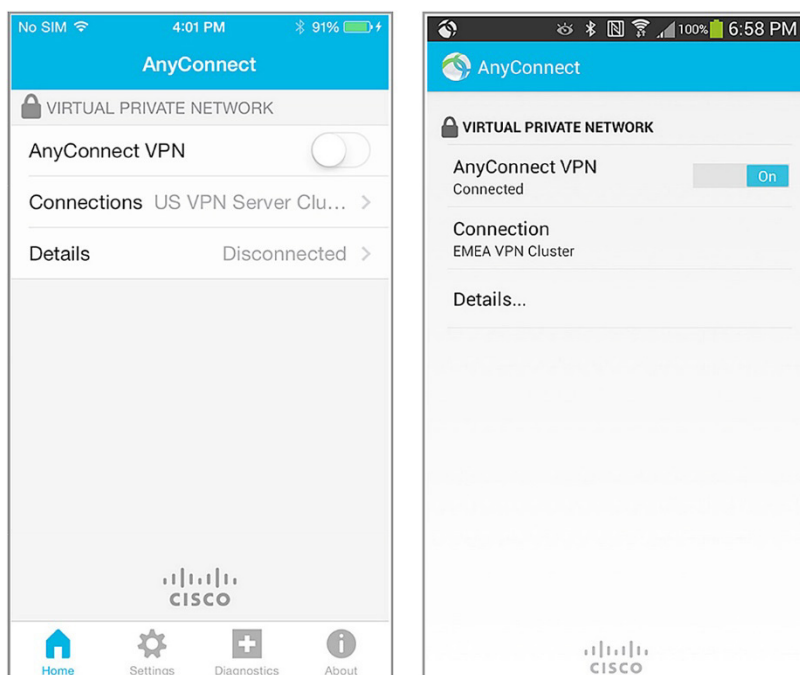 No SIM 4:01 PM 91%
AnyConnect
VIRTUAL PRIVATE NETWORK
AnyConnect VPN
Connections US VPN Server Clu... >
Details Disconnected >
CISCO
Home Settings Diagnostics About
100% 6:58 PM
AnyConnect
VIRTUAL PRIVATE NETWORK
AnyConnect VPN On
Connected
Connection
EMEA VPN Cluster
Details...
CISCO